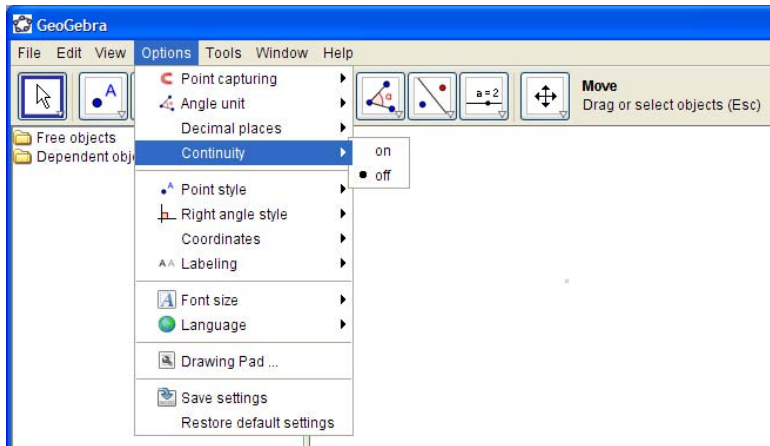 GeoGebra
File Edit View Options Tools Window Help
A
α
a=2
Move
Drag or select objects (Esc)
Free objects
Dependent obj
Point capturing
Angle unit
Decimal places
Continuity
on
off
A
Point style
Right angle style
Coordinates
AA Labeling
A
Font size
Language
Drawing Pad ...
Save settings
Restore default settings